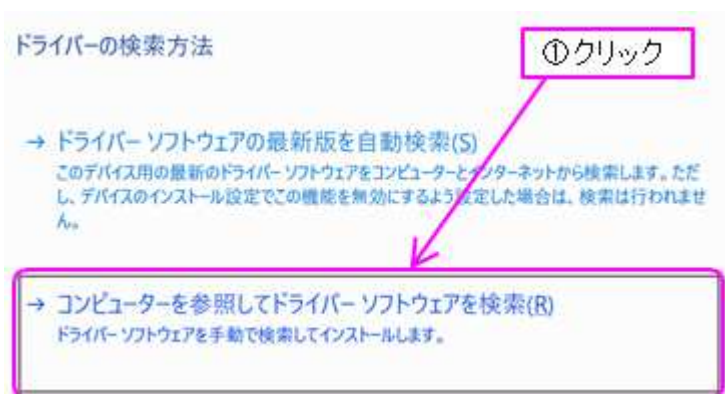 ドライバーの検索方法
①クリック
→ ドライバー ソフトウェアの最新版を自動検索(S)
このデバイス用の最新のドライバー ソフトウェアをコンピューターとインターネットから検索します。ただ
し、デバイスのインストール設定でこの機能を無効にするよう設定した場合は、検索は行われませ
ん。
→ コンピューターを参照してドライバー ソフトウェアを検索(R)
ドライバー ソフトウェアを手動で検索してインストールします。